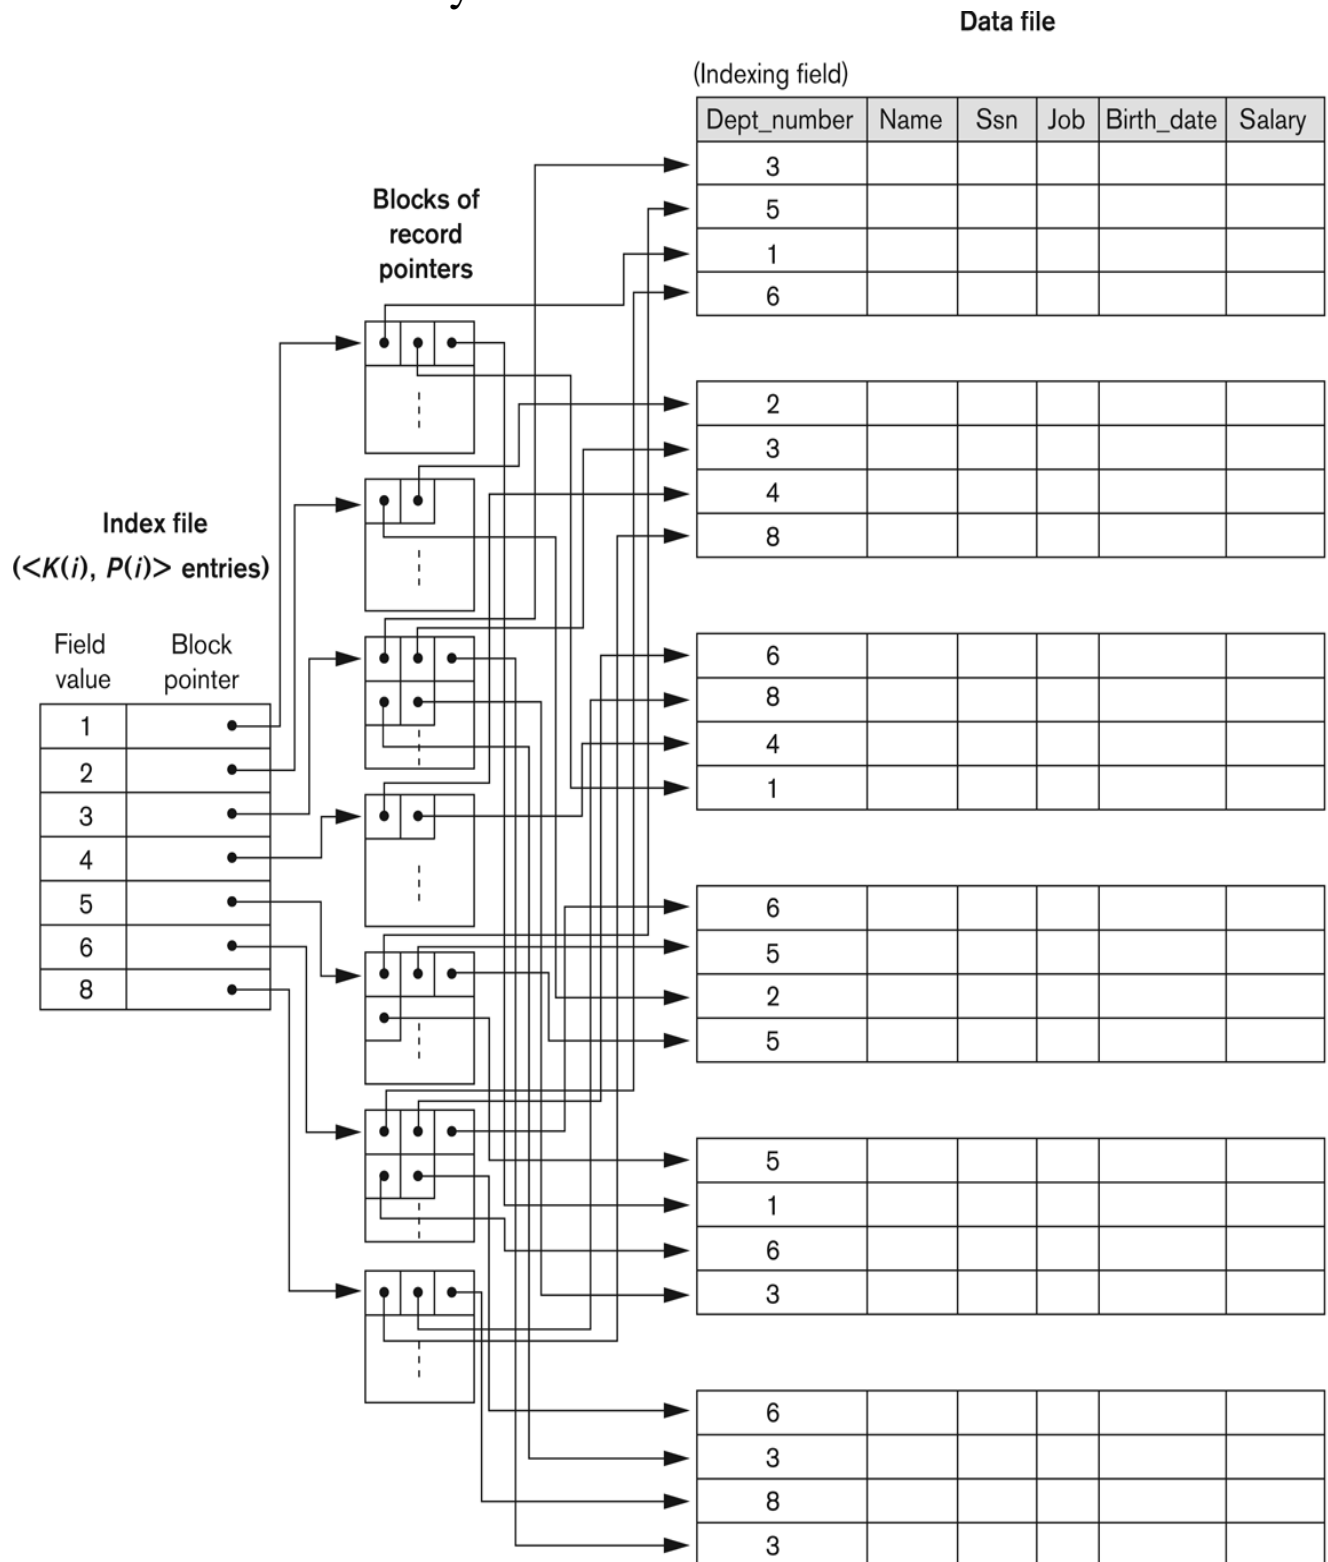 Data file
(Indexing field)
Dept_number Name Ssn Job Birth_date Salary
3
5
1
6
Blocks of
record
pointers
2
3
4
8
Index file
(<K(i), P(i)> entries)
Field
value
Block
pointer
1
2
3
4
5
6
8
6
8
4
1
6
5
2
5
5
1
6
3
6
3
8
3